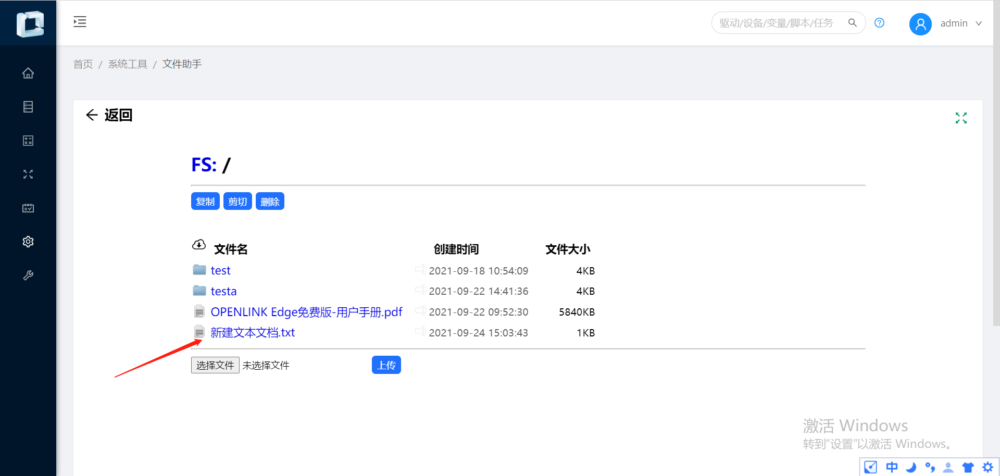 驱动/设备/变量/脚本/任务
admin
首页 / 系统工具 / 文件助手
返回
FS: /
复制 剪切 删除
文件名 创建时间 文件大小
test 2021-09-18 10:54:09 4KB
testa 2021-09-22 14:41:36 4KB
OPENLINK Edge免费版-用户手册.pdf 2021-09-22 09:52:30 5840KB
新建文本文档.txt 2021-09-24 15:03:43 1KB
选择文件 未选择文件 上传
激活 Windows
转到“设置”以激活 Windows。
中